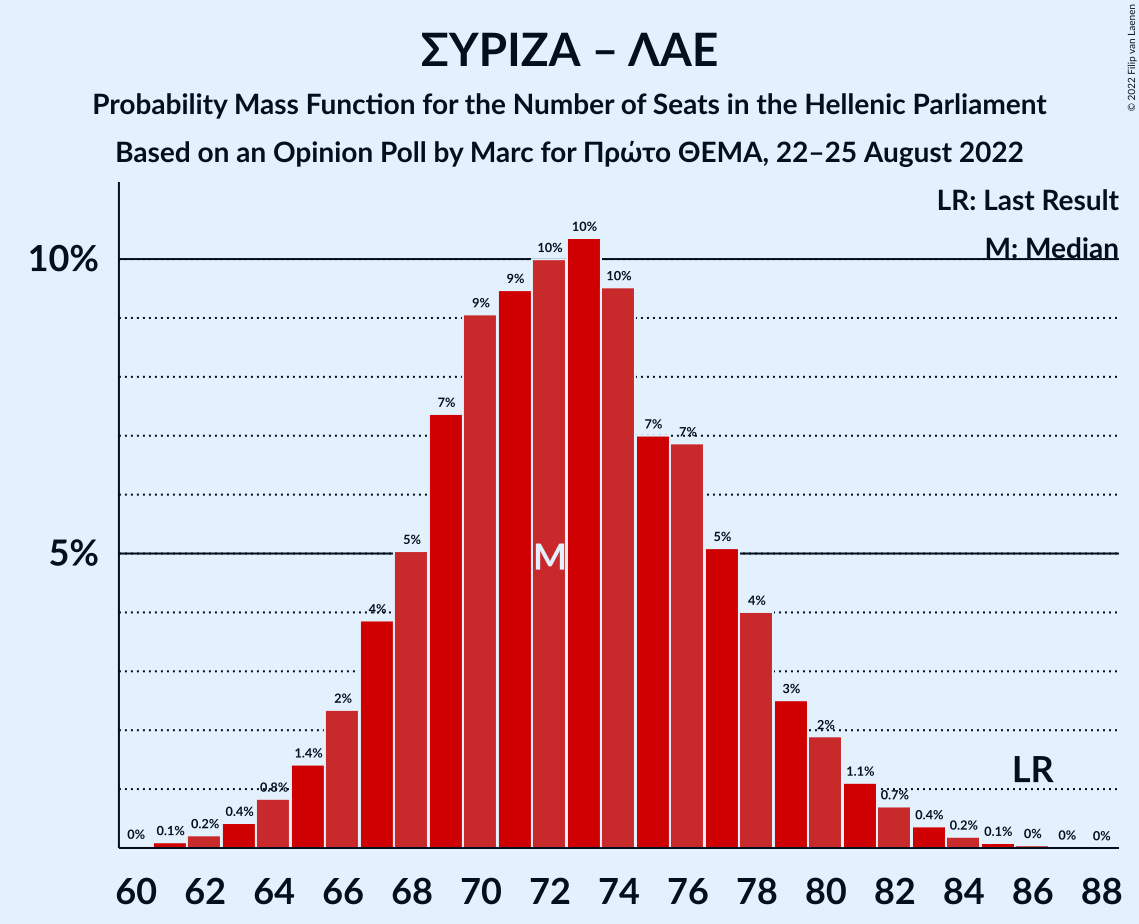 ΣΥΡΙΖΑ – ΛΑΕ
Probability Mass Function for the Number of Seats in the Hellenic Parliament
Based on an Opinion Poll by Marc for Πρώτο ΘΕΜΑ, 22–25 August 2022
© 2022 Filip van Laenen
LR: Last Result
M: Median
10%
5%
0% 0.1% 0.2% 0.4% 0.8% 1.4% 2% 4% 5% 7% 9% 9% 10% 10% 10% 7% 7% 5% 4% 3% 2% 1.1% 0.7% 0.4% 0.2% 0.1% 0% 0% 0%
M
LR
60 62 64 66 68 70 72 74 76 78 80 82 84 86 88